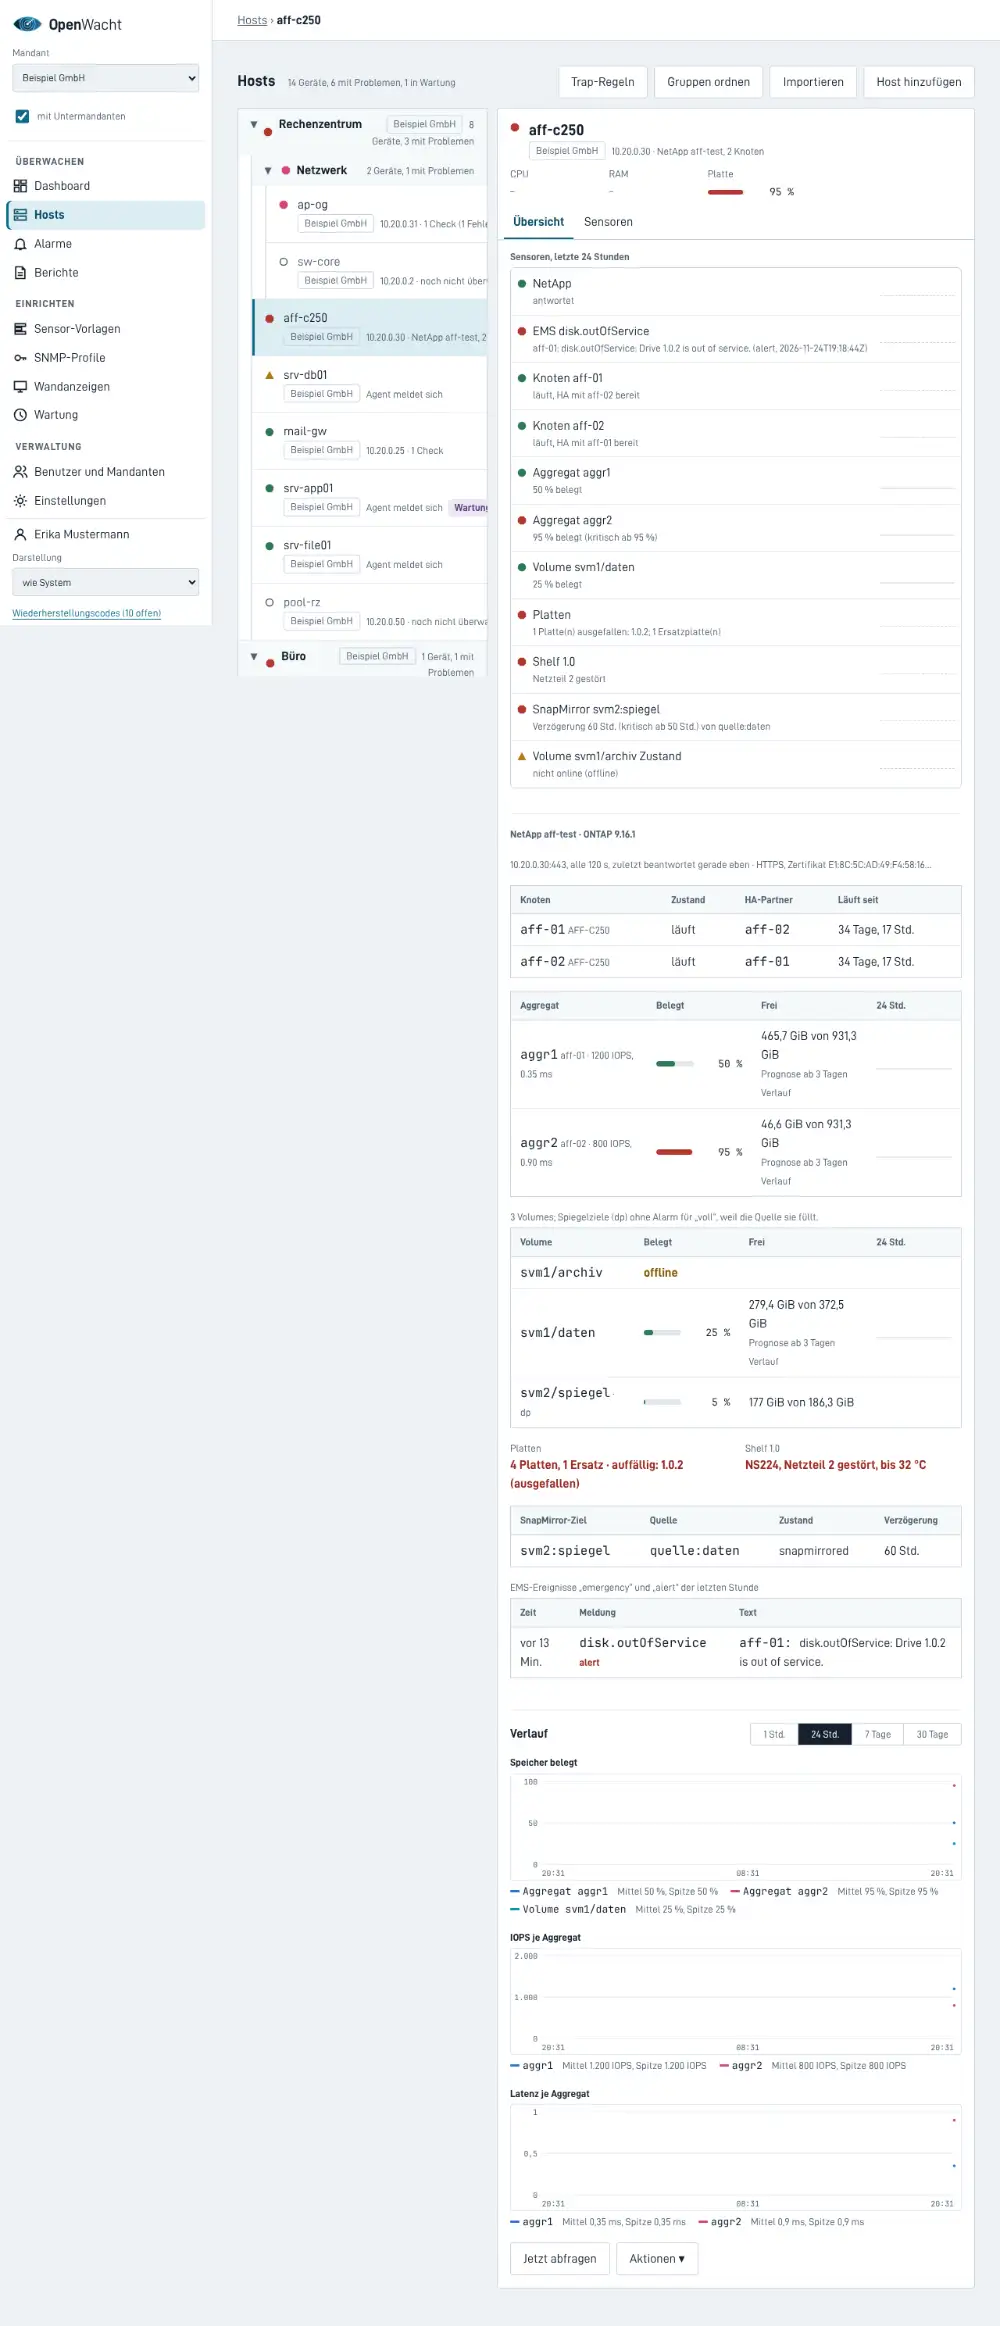 OpenWacht
Mandant
Beispiel GmbH
mit Untermandanten
ÜBERWACHEN
Dashboard
Hosts
Alarme
Berichte
EINRICHTEN
Sensor-Vorlagen
SNMP-Profile
Wandanzeigen
Wartung
VERWALTUNG
Benutzer und Mandanten
Einstellungen
Erika Mustermann
Darstellung
wie System
Wiederherstellungscodes (10 offen)
Hosts › aff-c250
Hosts 14 Geräte, 6 mit Problemen, 1 in Wartung
Trap-Regeln Gruppen ordnen Importieren Host hinzufügen
▼ Rechenzentrum Beispiel GmbH 8
Geräte, 3 mit Problemen
▼ Netzwerk 2 Geräte, 1 mit Problemen
ap-og
Beispiel GmbH 10.20.0.31 · 1 Check (1 Fehle
sw-core
Beispiel GmbH 10.20.0.2 · noch nicht über
aff-c250
Beispiel GmbH 10.20.0.30 · NetApp aff-test, 2
srv-db01
Beispiel GmbH Agent meldet sich
mail-gw
Beispiel GmbH 10.20.0.25 · 1 Check
srv-app01
Beispiel GmbH Agent meldet sich Wartung
srv-file01
Beispiel GmbH Agent meldet sich
pool-rz
Beispiel GmbH 10.20.0.50 · noch nicht überwa
▼ Büro Beispiel GmbH 1 Gerät, 1 mit
Problemen
aff-c250
Beispiel GmbH 10.20.0.30 · NetApp aff-test, 2 Knoten
CPU RAM Platte
– – 95 %
Übersicht Sensoren
Sensoren, letzte 24 Stunden
NetApp
antwortet
EMS disk.outOfService
aff-01: disk.outOfService: Drive 1.0.2 is out of service. (alert, 2026-11-24T19:18:44Z)
Knoten aff-01
läuft, HA mit aff-02 bereit
Knoten aff-02
läuft, HA mit aff-01 bereit
Aggregat aggr1
50 % belegt
Aggregat aggr2
95 % belegt (kritisch ab 95 %)
Volume svm1/daten
25 % belegt
Platten
1 Platte(n) ausgefallen: 1.0.2; 1 Ersatzplatte(n)
Shelf 1.0
Netzteil 2 gestört
SnapMirror svm2:spiegel
Verzögerung 60 Std. (kritisch ab 50 Std.) von quelle:daten
Volume svm1/archiv Zustand
nicht online (offline)
NetApp aff-test · ONTAP 9.16.1
10.20.0.30:443, alle 120 s, zuletzt beantwortet gerade eben · HTTPS, Zertifikat E1:8C:5C:AD:49:F4:58:16…
Knoten Zustand HA-Partner Läuft seit
aff-01 AFF-C250 läuft aff-02 34 Tage, 17 Std.
aff-02 AFF-C250 läuft aff-01 34 Tage, 17 Std.
Aggregat Belegt Frei 24 Std.
aggr1 aff-01 · 1200 IOPS, 0.35 ms 50 % 465,7 GiB von 931,3 GiB
Prognose ab 3 Tagen Verlauf
aggr2 aff-02 · 800 IOPS, 0.90 ms 95 % 46,6 GiB von 931,3 GiB
Prognose ab 3 Tagen Verlauf
3 Volumes; Spiegelziele (dp) ohne Alarm für „voll“, weil die Quelle sie füllt.
Volume Belegt Frei 24 Std.
svm1/archiv offline
svm1/daten 25 % 279,4 GiB von 372,5 GiB
Prognose ab 3 Tagen Verlauf
svm2/spiegel · dp 5 % 177 GiB von 186,3 GiB
Platten
4 Platten, 1 Ersatz · auffällig: 1.0.2
(ausgefallen)
Shelf 1.0
NS224, Netzteil 2 gestört, bis 32 °C
SnapMirror-Ziel Quelle Zustand Verzögerung
svm2:spiegel quelle:daten snapmirrored 60 Std.
EMS-Ereignisse „emergency“ und „alert“ der letzten Stunde
Zeit Meldung Text
vor 13 Min. disk.outOfService alert aff-01: disk.outOfService: Drive 1.0.2 is out of service.
Verlauf 1 Std. 24 Std. 7 Tage 30 Tage
Speicher belegt
100
50
0
20:31 08:31 20:31
Aggregat aggr1 Mittel 50 %, Spitze 50 % Aggregat aggr2 Mittel 95 %, Spitze 95 %
Volume svm1/daten Mittel 25 %, Spitze 25 %
IOPS je Aggregat
2.000
1.000
0
20:31 08:31 20:31
aggr1 Mittel 1.200 IOPS, Spitze 1.200 IOPS aggr2 Mittel 800 IOPS, Spitze 800 IOPS
Latenz je Aggregat
1
0,5
0
20:31 08:31 20:31
aggr1 Mittel 0,35 ms, Spitze 0,35 ms aggr2 Mittel 0,9 ms, Spitze 0,9 ms
Jetzt abfragen Aktionen ▾